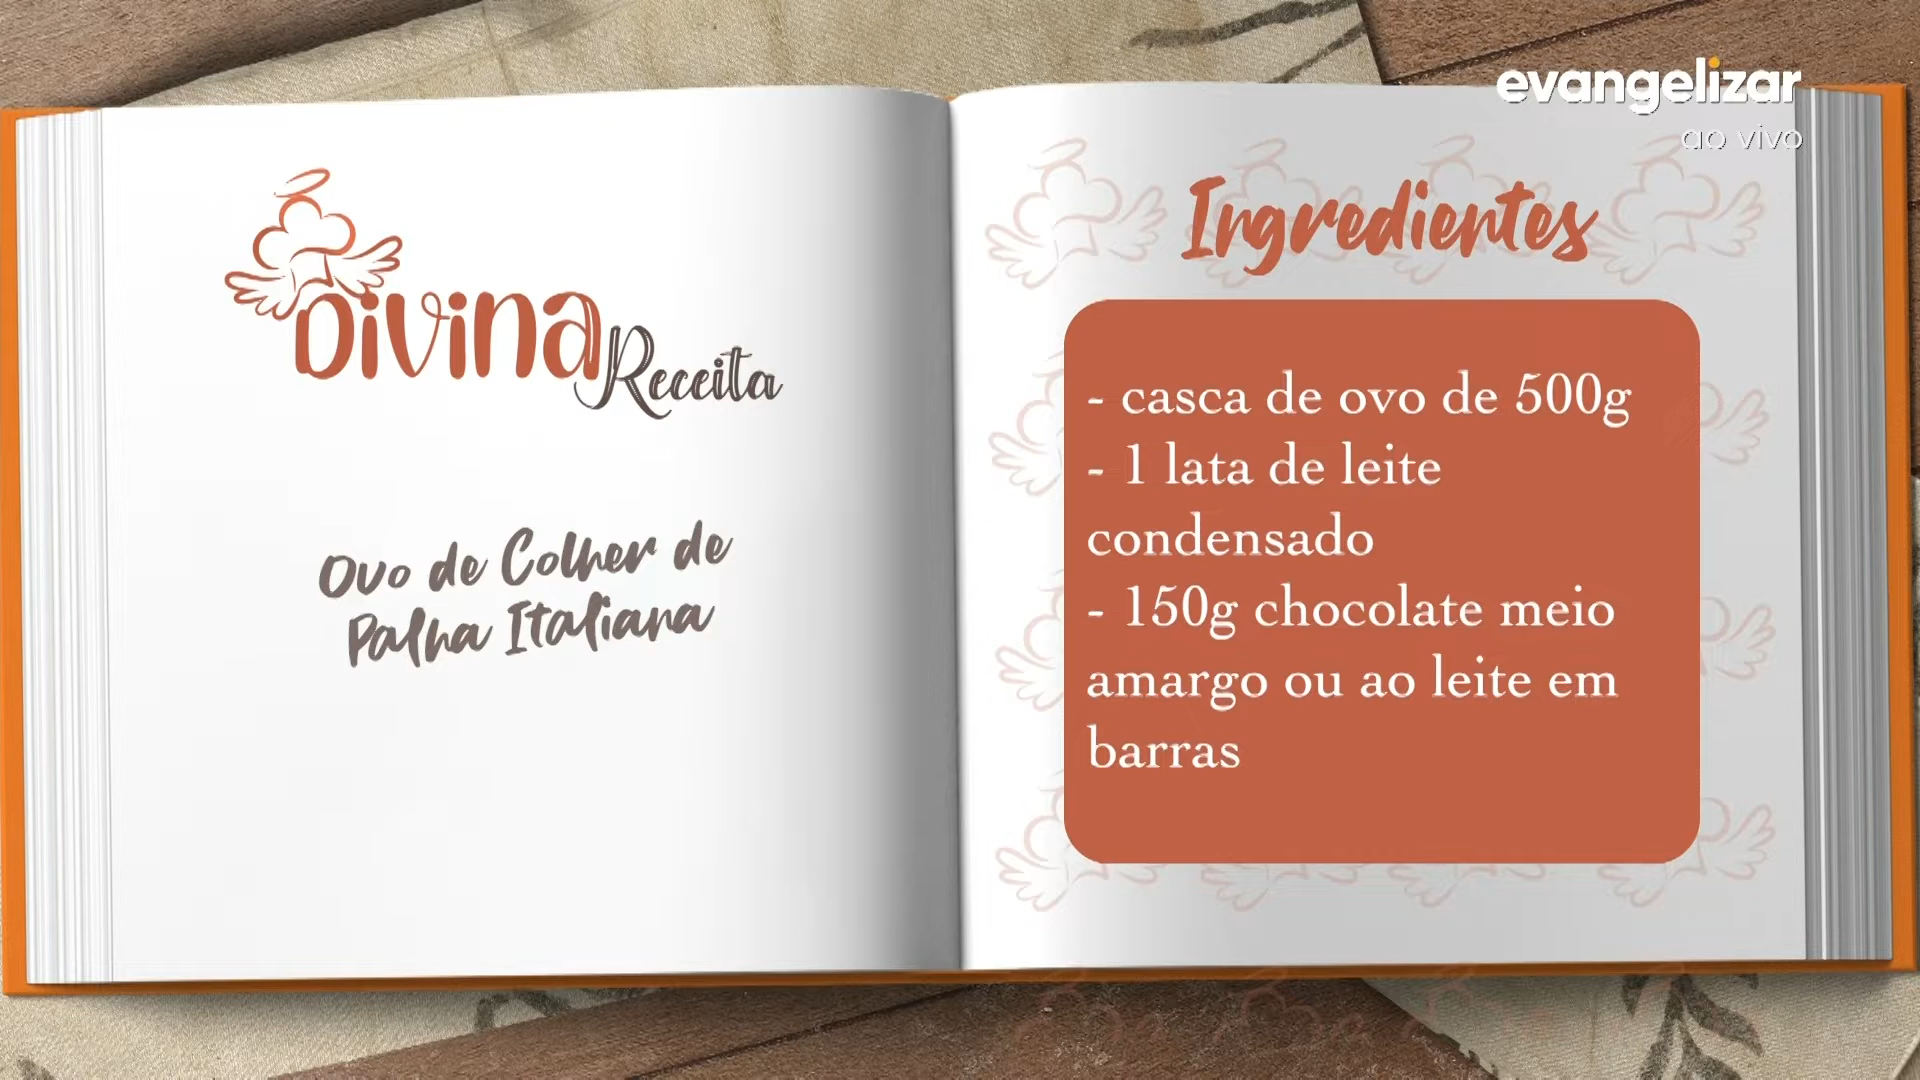 evangelizar
ao vivo
Divina
Receita
Ovo de Colher de
Palha Italiana
Ingredientes
- casca de ovo de 500g
- 1 lata de leite
condensado
- 150g chocolate meio
amargo ou ao leite em
barras